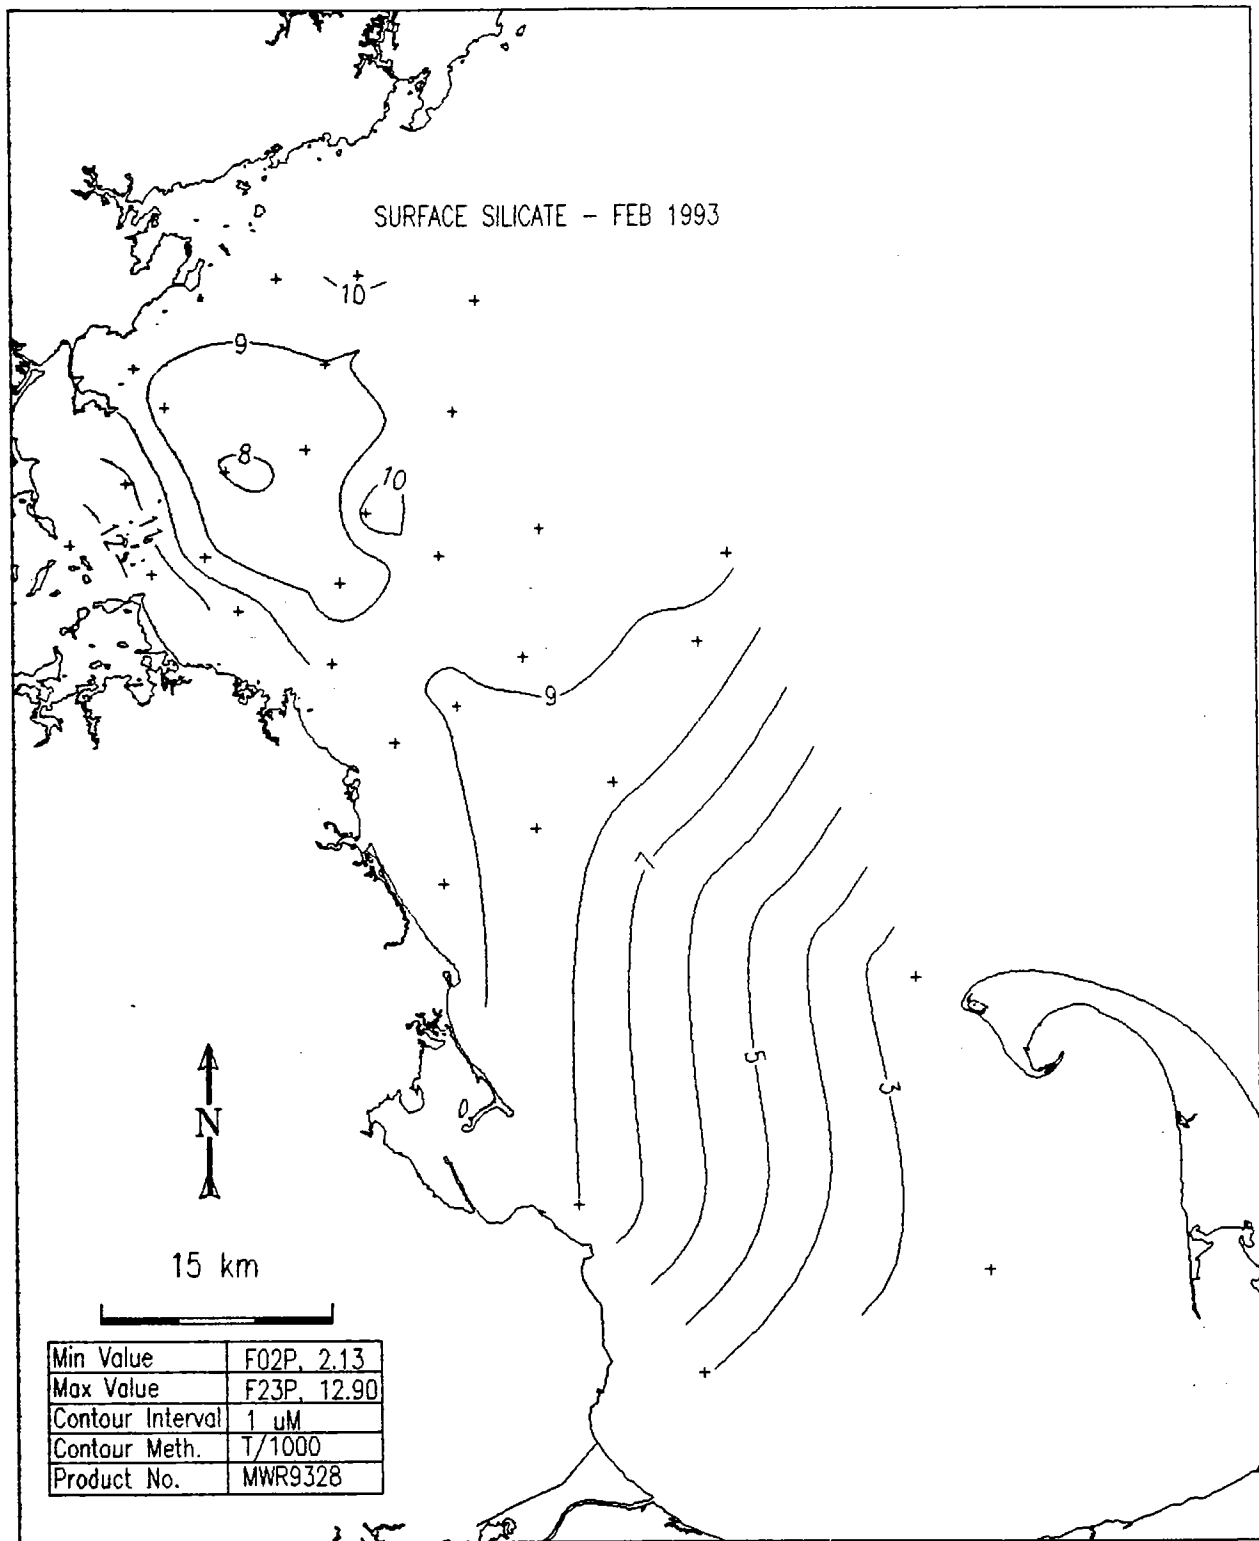 SURFACE SILICATE - FEB 1993
10
9
8
10
11
9
7
5
3
N
15 km
Min Value F02P, 2.13
Max Value F23P, 12.90
Contour Interval 1 uM
Contour Meth. T/1000
Product No. MWR9328